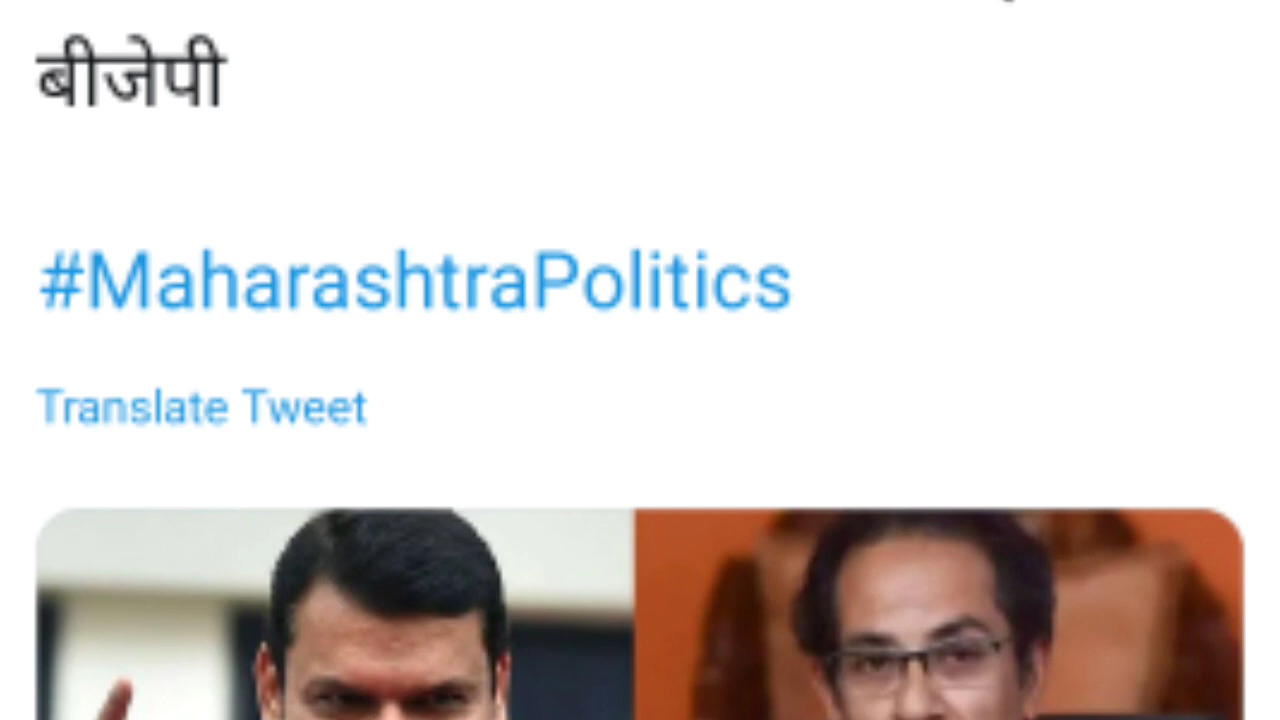 बीजेपी
#MaharashtraPolitics
Translate Tweet